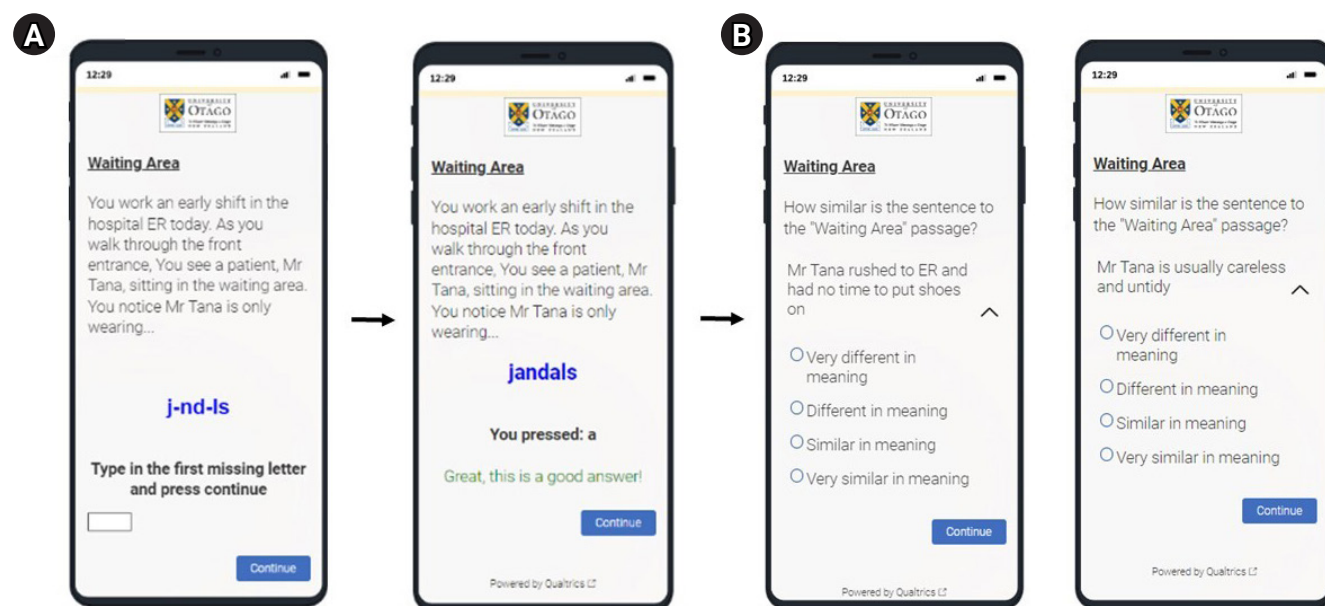 A
12:29
UNIVERSITY
OTAGO
NEW ZEALAND
Waiting Area
You work an early shift in the
hospital ER today. As you
walk through the front
entrance, You see a patient, Mr
Tana, sitting in the waiting area.
You notice Mr Tana is only
wearing...
j-nd-ls
Type in the first missing letter
and press continue
Continue
12:29
UNIVERSITY
OTAGO
NEW ZEALAND
Waiting Area
You work an early shift in the
hospital ER today. As you
walk through the front
entrance, You see a patient, Mr
Tana, sitting in the waiting area.
You notice Mr Tana is only
wearing...
jandals
You pressed: a
Great, this is a good answer!
Continue
Powered by Qualtrics
B
12:29
UNIVERSITY
OTAGO
NEW ZEALAND
Waiting Area
How similar is the sentence to
the "Waiting Area" passage?
Mr Tana rushed to ER and
had no time to put shoes
on
Very different in
meaning
Different in meaning
Similar in meaning
Very similar in meaning
Continue
Powered by Qualtrics
12:29
UNIVERSITY
OTAGO
NEW ZEALAND
Waiting Area
How similar is the sentence to
the "Waiting Area" passage?
Mr Tana is usually careless
and untidy
Very different in
meaning
Different in meaning
Similar in meaning
Very similar in meaning
Continue
Powered by Qualtrics